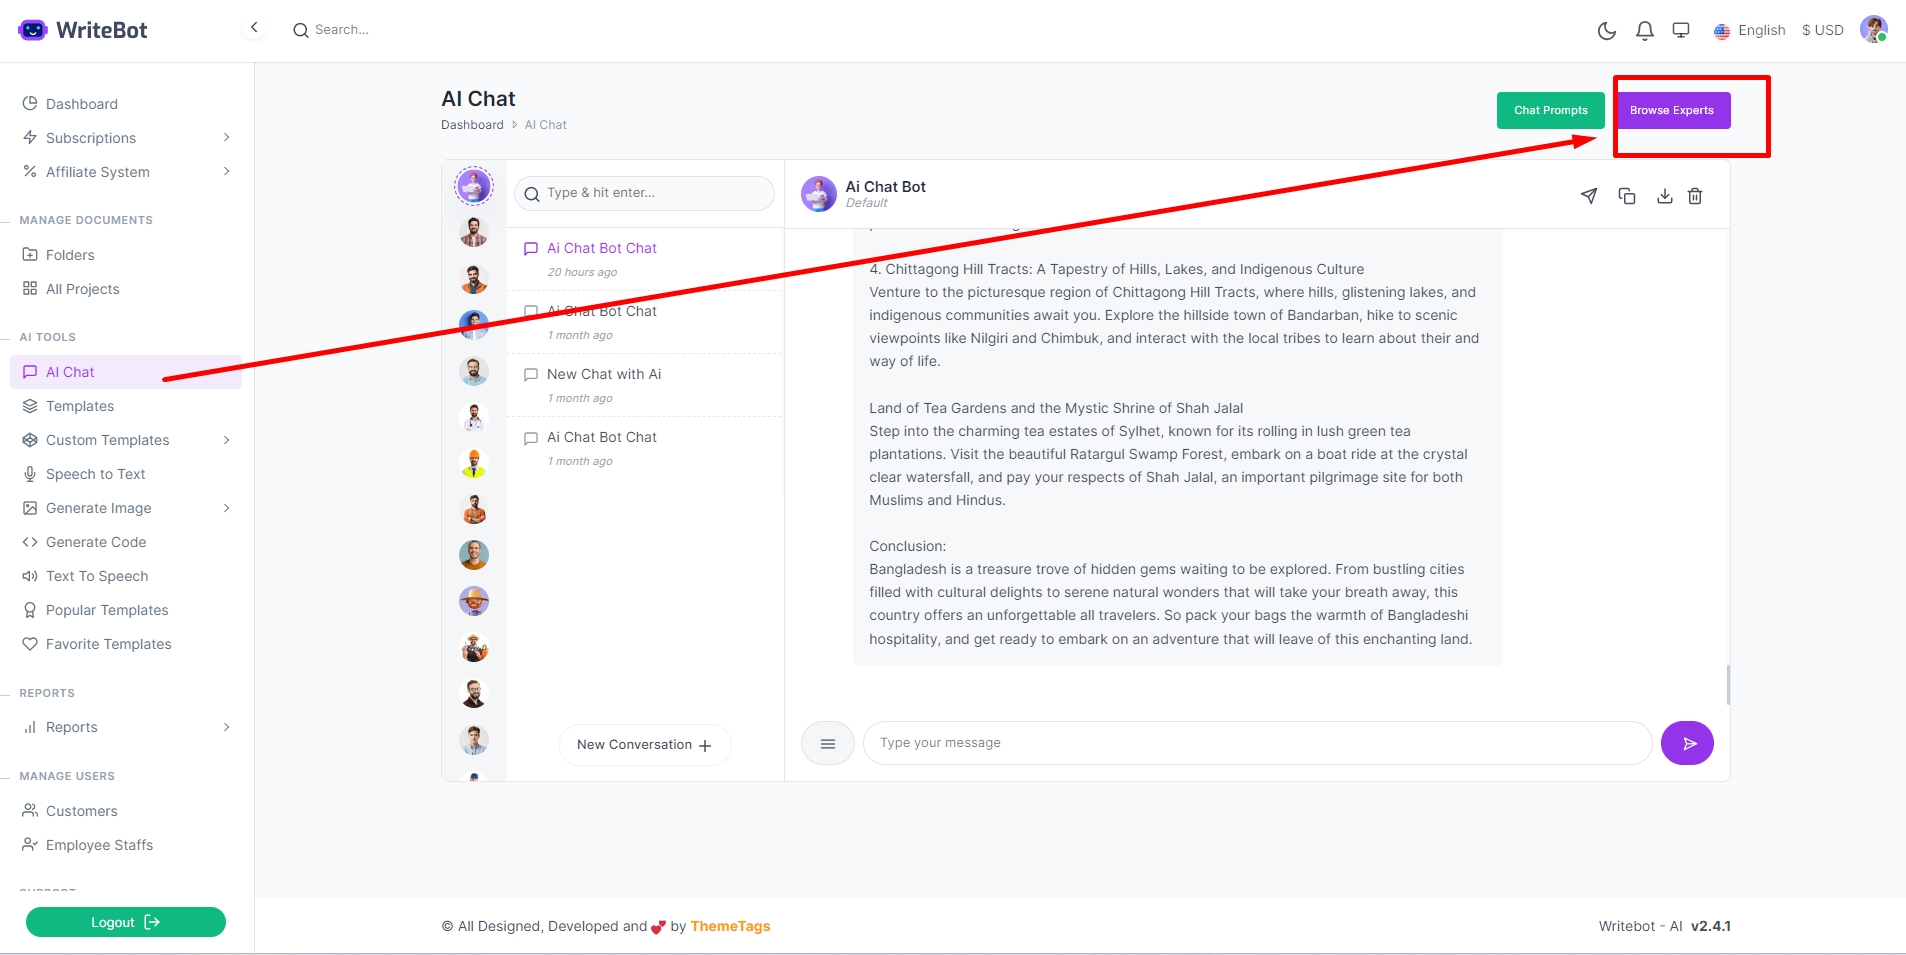 WriteBot
Search...
English
$ USD
Dashboard
Subscriptions
Affiliate System
MANAGE DOCUMENTS
Folders
All Projects
AI TOOLS
AI Chat
Templates
Custom Templates
Speech to Text
Generate Image
Generate Code
Text To Speech
Popular Templates
Favorite Templates
REPORTS
Reports
MANAGE USERS
Customers
Employee Staffs
Logout
AI Chat
Dashboard AI Chat
Chat Prompts
Browse Experts
Type & hit enter...
Ai Chat Bot Chat
20 hours ago
Ai Chat Bot Chat
1 month ago
New Chat with Ai
1 month ago
Ai Chat Bot Chat
1 month ago
New Conversation +
Ai Chat Bot
Default
4. Chittagong Hill Tracts: A Tapestry of Hills, Lakes, and Indigenous Culture
Venture to the picturesque region of Chittagong Hill Tracts, where hills, glistening lakes, and
indigenous communities await you. Explore the hillside town of Bandarban, hike to scenic
viewpoints like Nilgiri and Chimbuk, and interact with the local tribes to learn about their and
way of life.
Land of Tea Gardens and the Mystic Shrine of Shah Jalal
Step into the charming tea estates of Sylhet, known for its rolling in lush green tea
plantations. Visit the beautiful Ratargul Swamp Forest, embark on a boat ride at the crystal
clear watersfall, and pay your respects of Shah Jalal, an important pilgrimage site for both
Muslims and Hindus.
Conclusion:
Bangladesh is a treasure trove of hidden gems waiting to be explored. From bustling cities
filled with cultural delights to serene natural wonders that will take your breath away, this
country offers an unforgettable all travelers. So pack your bags the warmth of Bangladeshi
hospitality, and get ready to embark on an adventure that will leave of this enchanting land.
Type your message
© All Designed, Developed and 💕 by ThemeTags
Writebot - AI v2.4.1